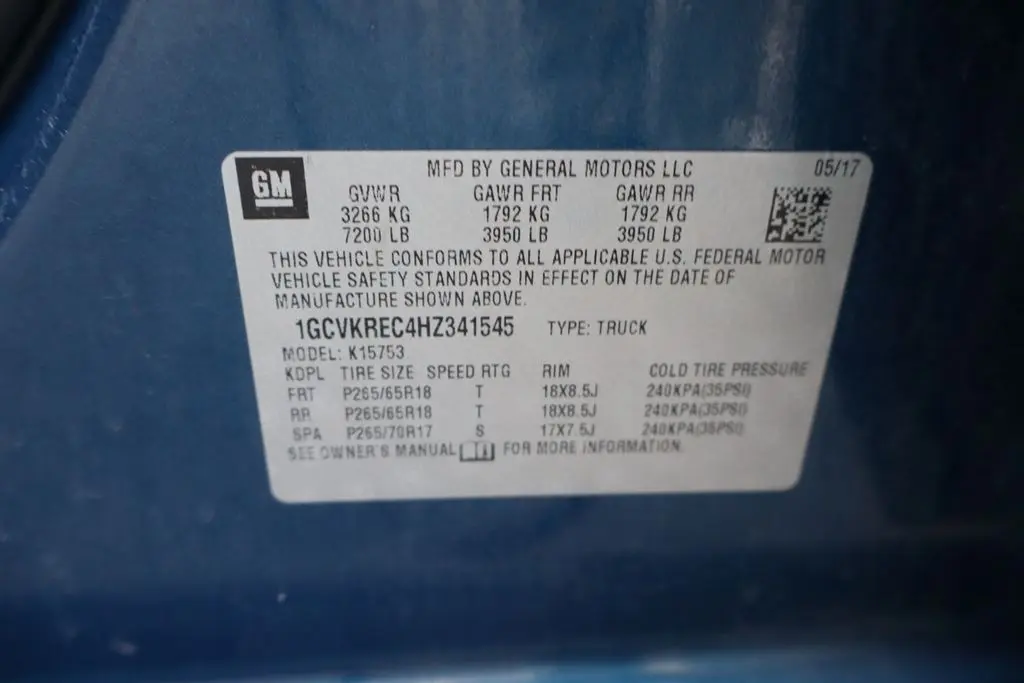 GM
MFD BY GENERAL MOTORS LLC 05/17
GVWR GAWR FRT GAWR RR
3266 KG 1792 KG 1792 KG
7200 LB 3950 LB 3950 LB
THIS VEHICLE CONFORMS TO ALL APPLICABLE U.S. FEDERAL MOTOR
VEHICLE SAFETY STANDARDS IN EFFECT ON THE DATE OF
MANUFACTURE SHOWN ABOVE.
1GCVKREC4HZ341545 TYPE: TRUCK
MODEL: K15753
KDPL TIRE SIZE SPEED RTG RIM COLD TIRE PRESSURE
FRT P265/65R18 T 18X8.5J 240KPA(35PSI)
RR P265/65R18 T 18X8.5J 240KPA(35PSI)
SPA P265/70R17 S 17X7.5J 240KPA(35PSI)
SEE OWNER'S MANUAL FOR MORE INFORMATION.